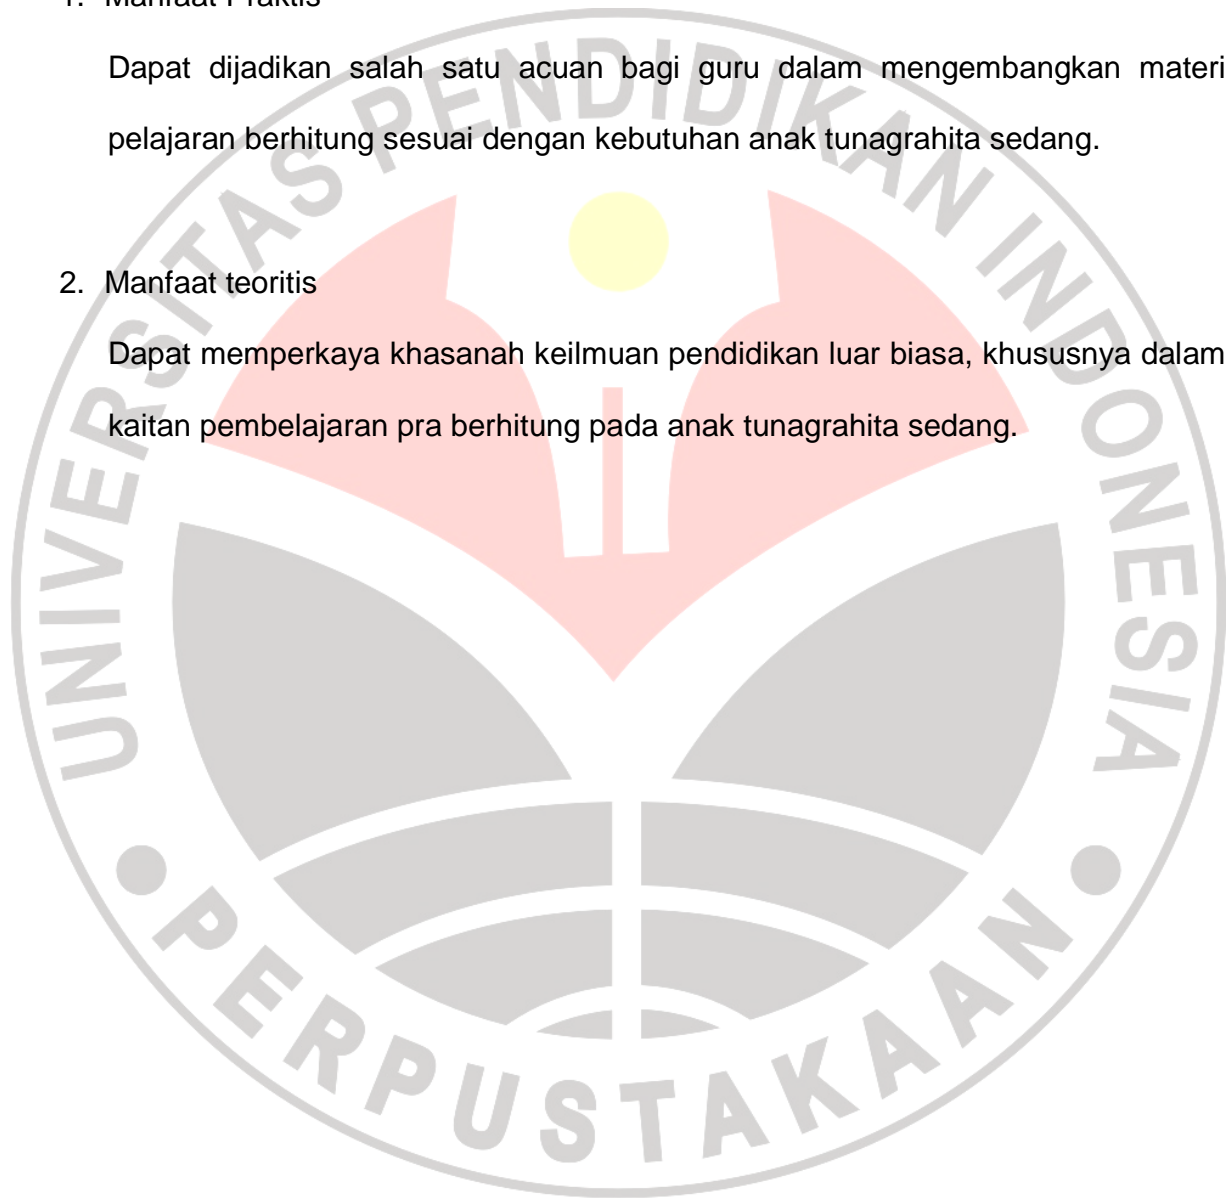 1. Manfaat Praktis
Dapat dijadikan salah satu acuan bagi guru dalam mengembangkan materi
pelajaran berhitung sesuai dengan kebutuhan anak tunagrahita sedang.
2. Manfaat teoritis
Dapat memperkaya khasanah keilmuan pendidikan luar biasa, khususnya dalam
kaitan pembelajaran pra berhitung pada anak tunagrahita sedang.
UNIVERSITAS PENDIDIKAN INDONESIA
PERPUSTAKAAN